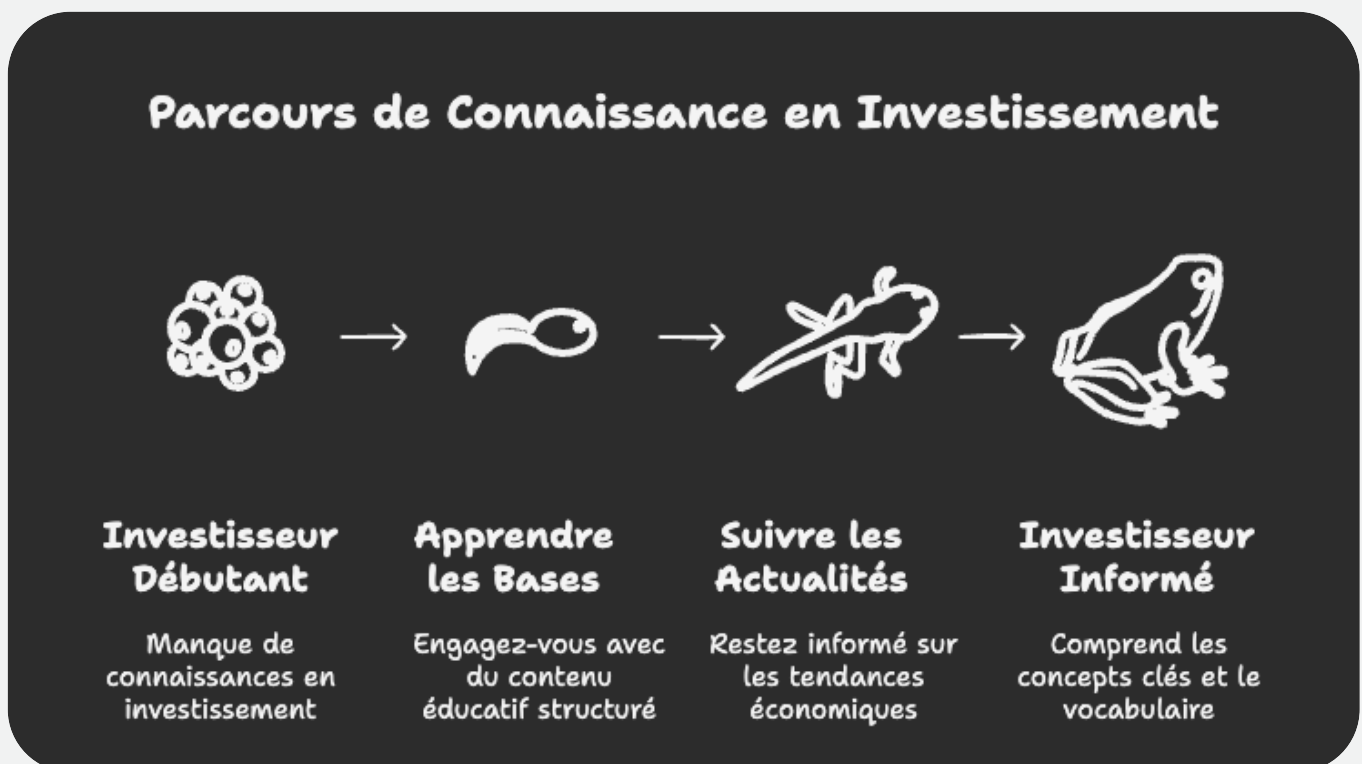 Parcours de Connaissance en Investissement
Investisseur
Débutant
Manque de
connaissances en
investissement
Apprendre
les Bases
Engagez-vous avec
du contenu
éducatif structuré
Suivre les
Actualités
Restez informé sur
les tendances
économiques
Investisseur
Informé
Comprend les
concepts clés et le
vocabulaire